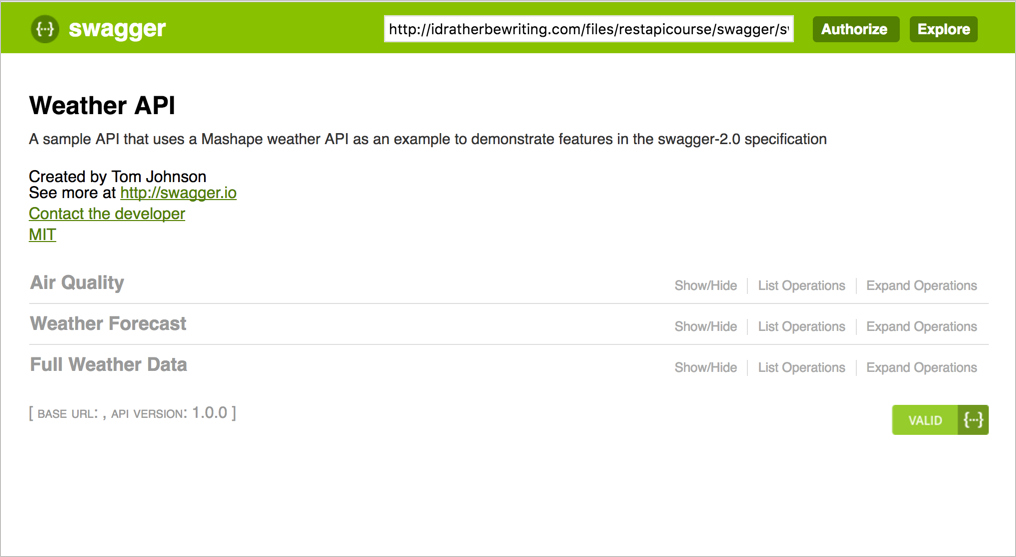 {···} swagger http://idratherbewriting.com/files/restapicourse/swagger/s Authorize Explore
Weather API
A sample API that uses a Mashape weather API as an example to demonstrate features in the swagger-2.0 specification
Created by Tom Johnson
See more at http://swagger.io
Contact the developer
MIT
Air Quality Show/Hide List Operations Expand Operations
Weather Forecast Show/Hide List Operations Expand Operations
Full Weather Data Show/Hide List Operations Expand Operations
[ BASE URL: , API VERSION: 1.0.0 ] VALID {···}